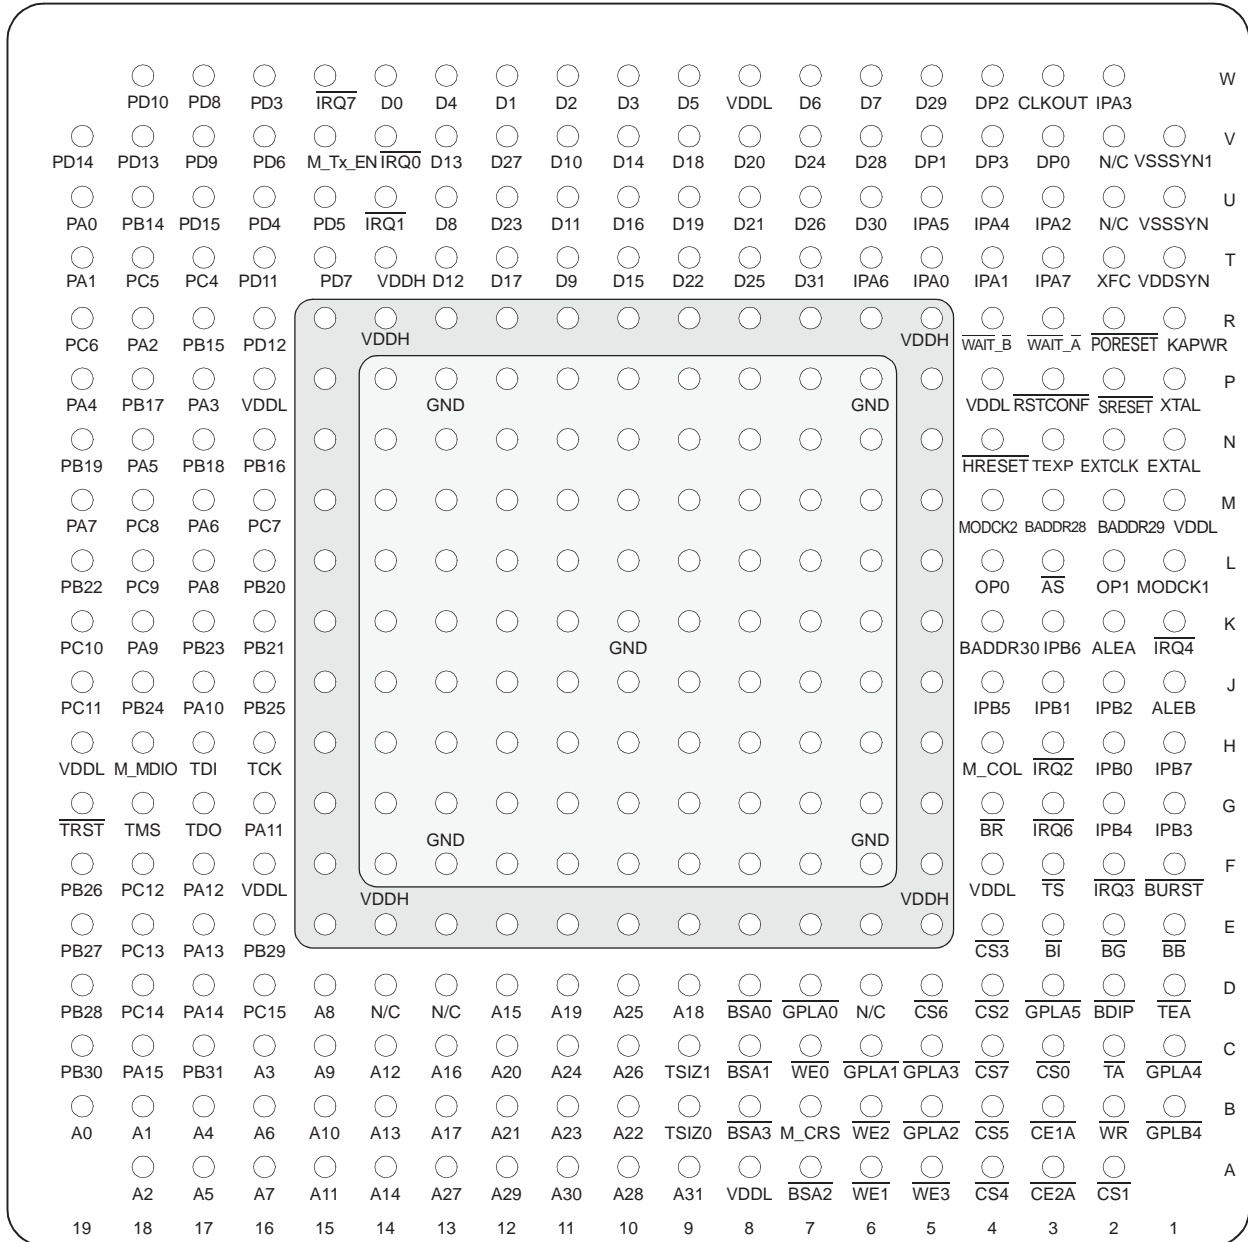 W
PD10 PD8 PD3 IRQ7 D0 D4 D1 D2 D3 D5 VDDL D6 D7 D29 DP2 CLKOUT IPA3
V
PD14 PD13 PD9 PD6 M_Tx_EN IRQ0 D13 D27 D10 D14 D18 D20 D24 D28 DP1 DP3 DP0 N/C VSSSYN1
U
PA0 PB14 PD15 PD4 PD5 IRQ1 D8 D23 D11 D16 D19 D21 D26 D30 IPA5 IPA4 IPA2 N/C VSSSYN
T
PA1 PC5 PC4 PD11 PD7 VDDH D12 D17 D9 D15 D22 D25 D31 IPA6 IPA0 IPA1 IPA7 XFC VDDSYN
R
PC6 PA2 PB15 PD12 VDDH VDDH WAIT_B WAIT_A PORESET KAPWR
P
PA4 PB17 PA3 VDDL GND GND VDDL RSTCONF SRESET XTAL
N
PB19 PA5 PB18 PB16 HRESET TEXP EXTCLK EXTAL
M
PA7 PC8 PA6 PC7 MODCK2 BADDR28 BADDR29 VDDL
L
PB22 PC9 PA8 PB20 OP0 AS OP1 MODCK1
K
PC10 PA9 PB23 PB21 GND BADDR30 IPB6 ALEA IRQ4
J
PC11 PB24 PA10 PB25 IPB5 IPB1 IPB2 ALEB
H
VDDL M_MDIO TDI TCK M_COL IRQ2 IPB0 IPB7
G
TRST TMS TDO PA11 BR IRQ6 IPB4 IPB3
GND GND
F
PB26 PC12 PA12 VDDL VDDL TS IRQ3 BURST
VDDH VDDH
E
PB27 PC13 PA13 PB29 CS3 BI BG BB
D
PB28 PC14 PA14 PC15 A8 N/C N/C A15 A19 A25 A18 BSA0 GPLA0 N/C CS6 CS2 GPLA5 BDIP TEA
C
PB30 PA15 PB31 A3 A9 A12 A16 A20 A24 A26 TSIZ1 BSA1 WE0 GPLA1 GPLA3 CS7 CS0 TA GPLA4
B
A0 A1 A4 A6 A10 A13 A17 A21 A23 A22 TSIZ0 BSA3 M_CRS WE2 GPLA2 CS5 CE1A WR GPLB4
A
A2 A5 A7 A11 A14 A27 A29 A30 A28 A31 VDDL BSA2 WE1 WE3 CS4 CE2A CS1
19 18 17 16 15 14 13 12 11 10 9 8 7 6 5 4 3 2 1